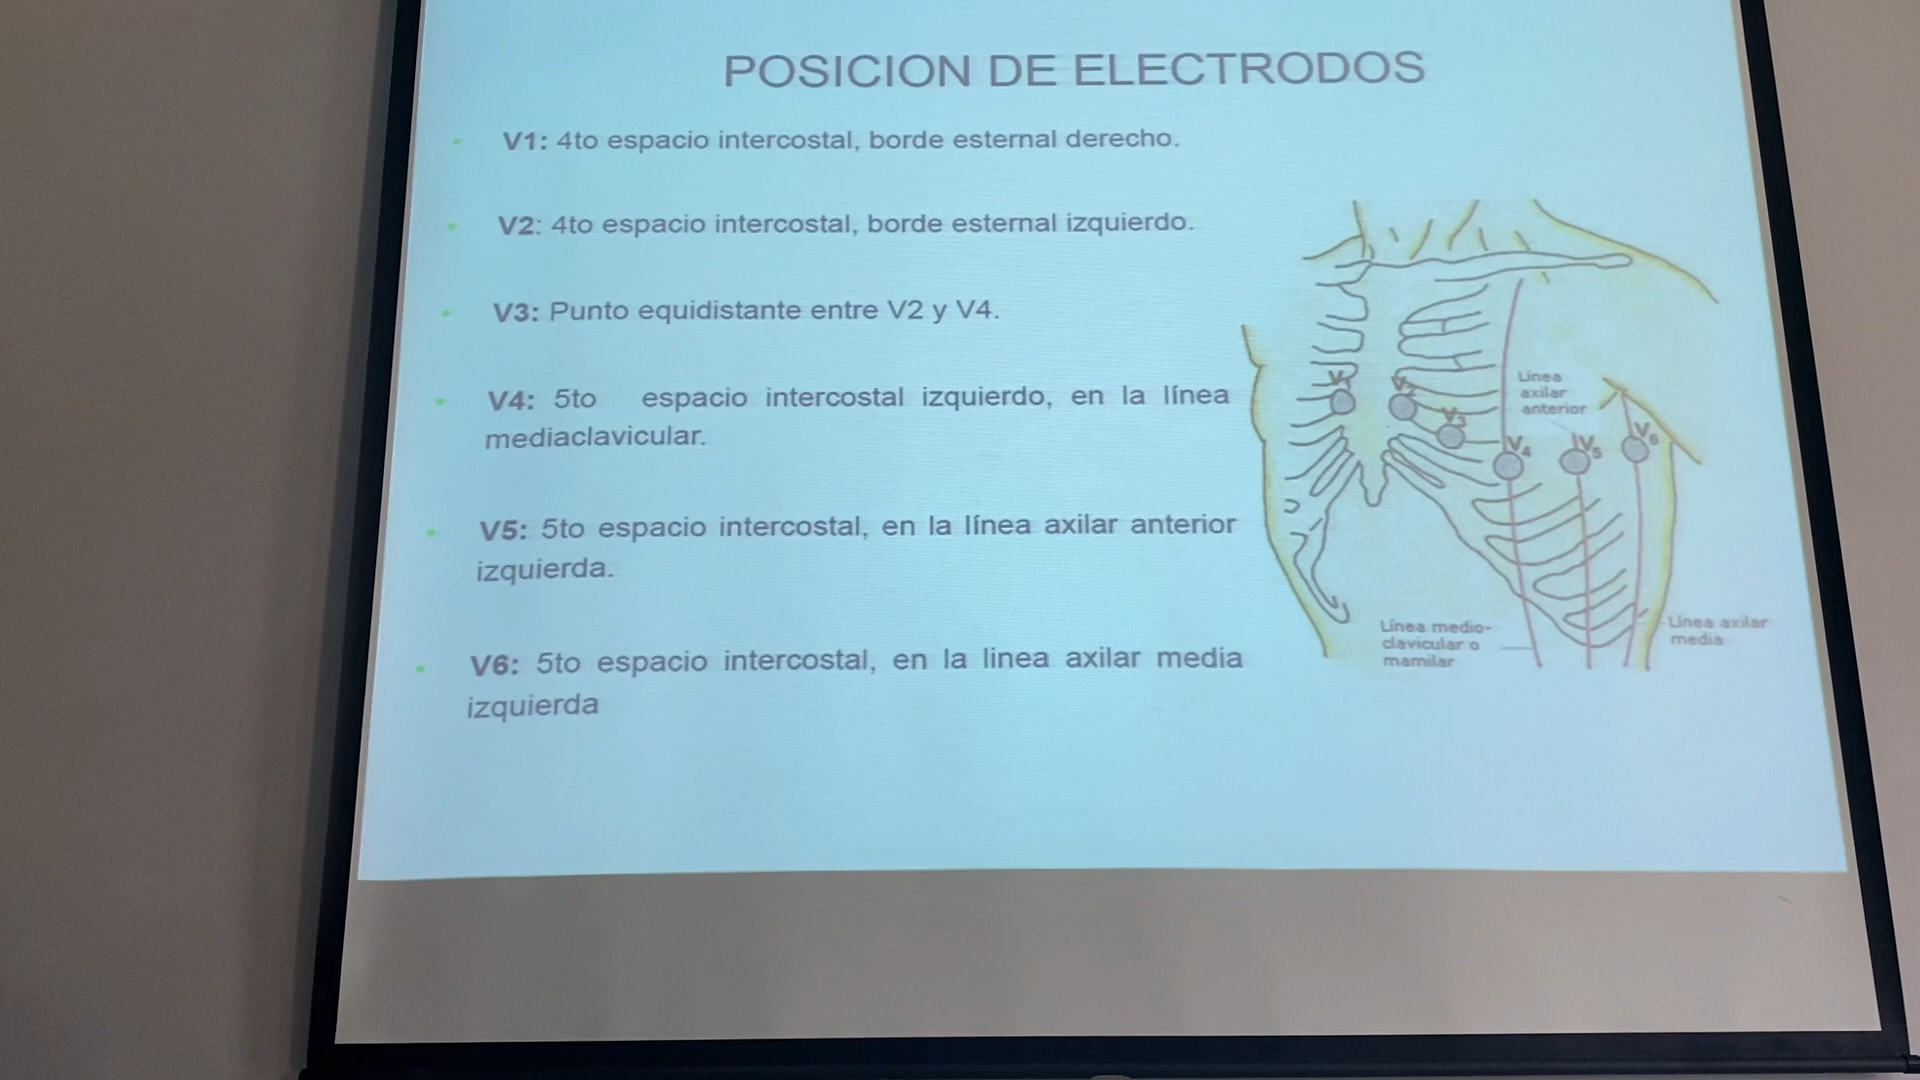 POSICION DE ELECTRODOS
V1: 4to espacio intercostal, borde esternal derecho.
V2: 4to espacio intercostal, borde esternal izquierdo.
V3: Punto equidistante entre V2 y V4.
V4: 5to espacio intercostal izquierdo, en la línea
mediaclavicular.
V5: 5to espacio intercostal, en la línea axilar anterior
izquierda.
V6: 5to espacio intercostal, en la linea axilar media
izquierda
V1
V2
V3
V4
V5
V6
Línea
axilar
anterior
Línea medio-
clavicular o
mamilar
Línea axilar
media